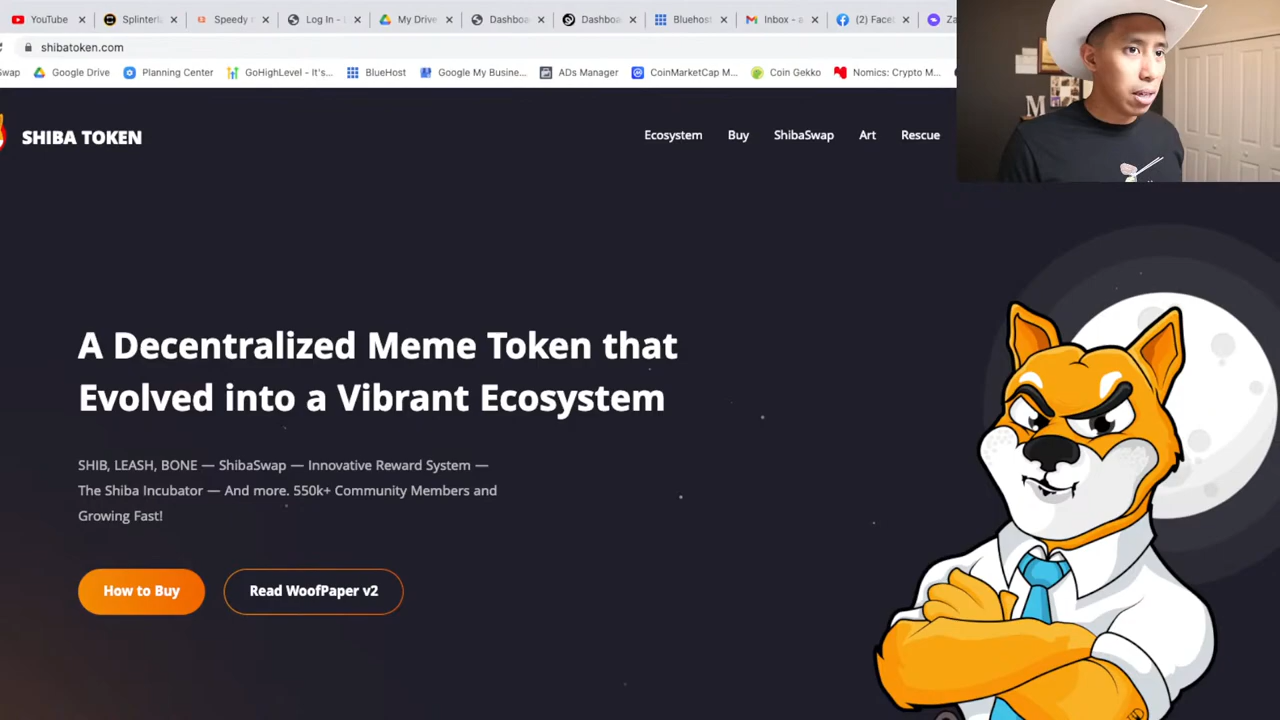 YouTube
Splinterl
Speedy
Log In -
My Drive
Dashboa
Dashboa
Bluehost
Inbox - a
(2) Face
Za
shibatoken.com
Swap
Google Drive
Planning Center
GoHighLevel - It's...
BlueHost
Google My Busine...
ADs Manager
CoinMarketCap M...
Coin Gekko
Nomics: Crypto M...
SHIBA TOKEN
Ecosystem
Buy
ShibaSwap
Art
Rescue
A Decentralized Meme Token that
Evolved into a Vibrant Ecosystem
SHIB, LEASH, BONE — ShibaSwap — Innovative Reward System —
The Shiba Incubator — And more. 550k+ Community Members and
Growing Fast!
How to Buy
Read WoofPaper v2